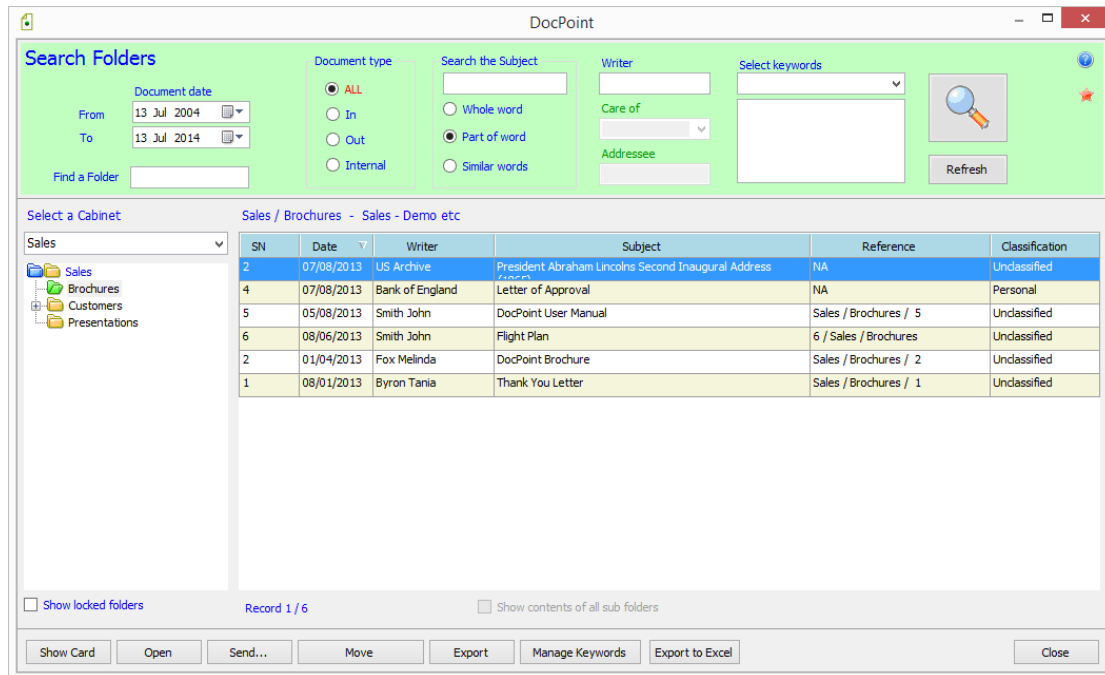 DocPoint
Search Folders
Document date
From 13 Jul 2004
To 13 Jul 2014
Find a Folder
Document type
ALL
In
Out
Internal
Search the Subject
Whole word
Part of word
Similar words
Writer
Care of
Addressee
Select keywords
Refresh
Select a Cabinet
Sales
Sales
Brochures
Customers
Presentations
Show locked folders
Sales / Brochures - Sales - Demo etc
SN Date Writer Subject Reference Classification
2 07/08/2013 US Archive President Abraham Lincolns Second Inaugural Address NA Unclassified
4 07/08/2013 Bank of England Letter of Approval NA Personal
5 05/08/2013 Smith John DocPoint User Manual Sales / Brochures / 5 Unclassified
6 08/06/2013 Smith John Flight Plan 6 / Sales / Brochures Unclassified
2 01/04/2013 Fox Melinda DocPoint Brochure Sales / Brochures / 2 Unclassified
1 08/01/2013 Byron Tania Thank You Letter Sales / Brochures / 1 Unclassified
Record 1 / 6
Show contents of all sub folders
Show Card Open Send... Move Export Manage Keywords Export to Excel Close